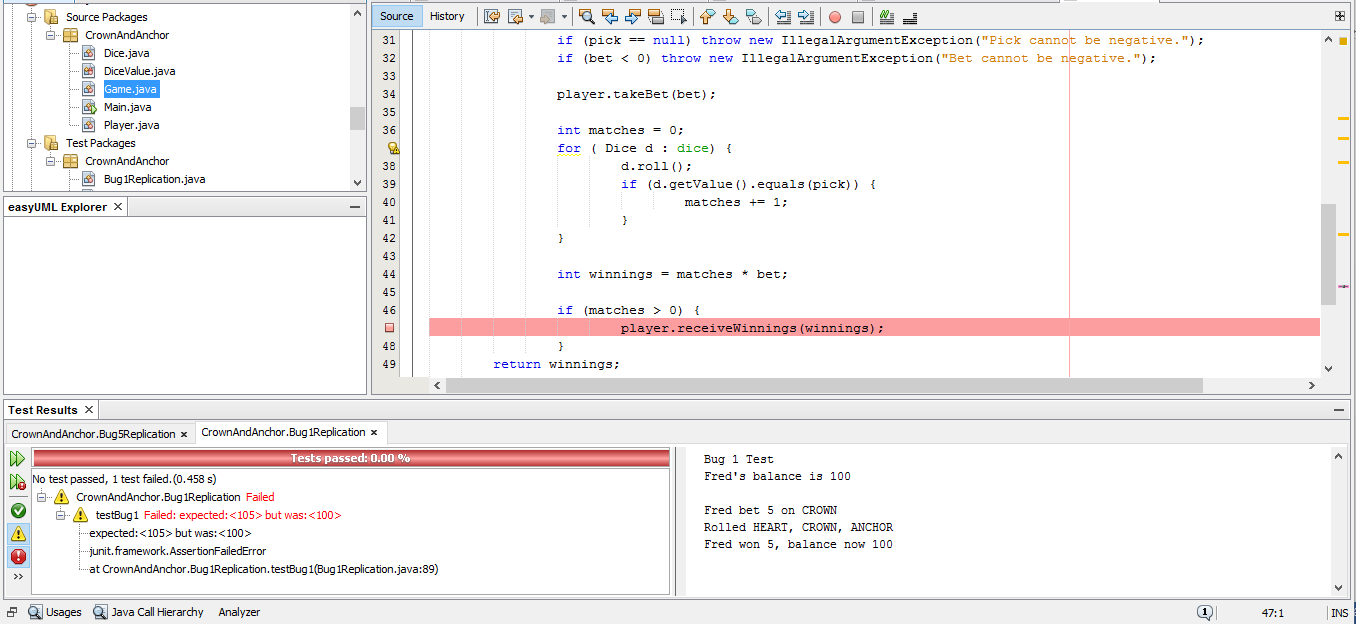 Source Packages
CrownAndAnchor
Dice.java
DiceValue.java
Game.java
Main.java
Player.java
Test Packages
CrownAndAnchor
Bug1Replication.java
easyUML Explorer
Source History
31 if (pick == null) throw new IllegalArgumentException("Pick cannot be negative.");
32 if (bet < 0) throw new IllegalArgumentException("Bet cannot be negative.");
33
34 player.takeBet(bet);
35
36 int matches = 0;
for ( Dice d : dice) {
38 d.roll();
39 if (d.getValue().equals(pick)) {
40 matches += 1;
41 }
42 }
43
44 int winnings = matches * bet;
45
46 if (matches > 0) {
player.receiveWinnings(winnings);
48 }
49 return winnings;
Test Results
CrownAndAnchor.Bug5Replication CrownAndAnchor.Bug1Replication
Tests passed: 0.00 %
No test passed, 1 test failed.(0.458 s)
CrownAndAnchor.Bug1Replication Failed
testBug1 Failed: expected:<105> but was:<100>
expected:<105> but was:<100>
junit.framework.AssertionFailedError
at CrownAndAnchor.Bug1Replication.testBug1(Bug1Replication.java:89)
Bug 1 Test
Fred's balance is 100
Fred bet 5 on CROWN
Rolled HEART, CROWN, ANCHOR
Fred won 5, balance now 100
Usages Java Call Hierarchy Analyzer
1 47:1 INS